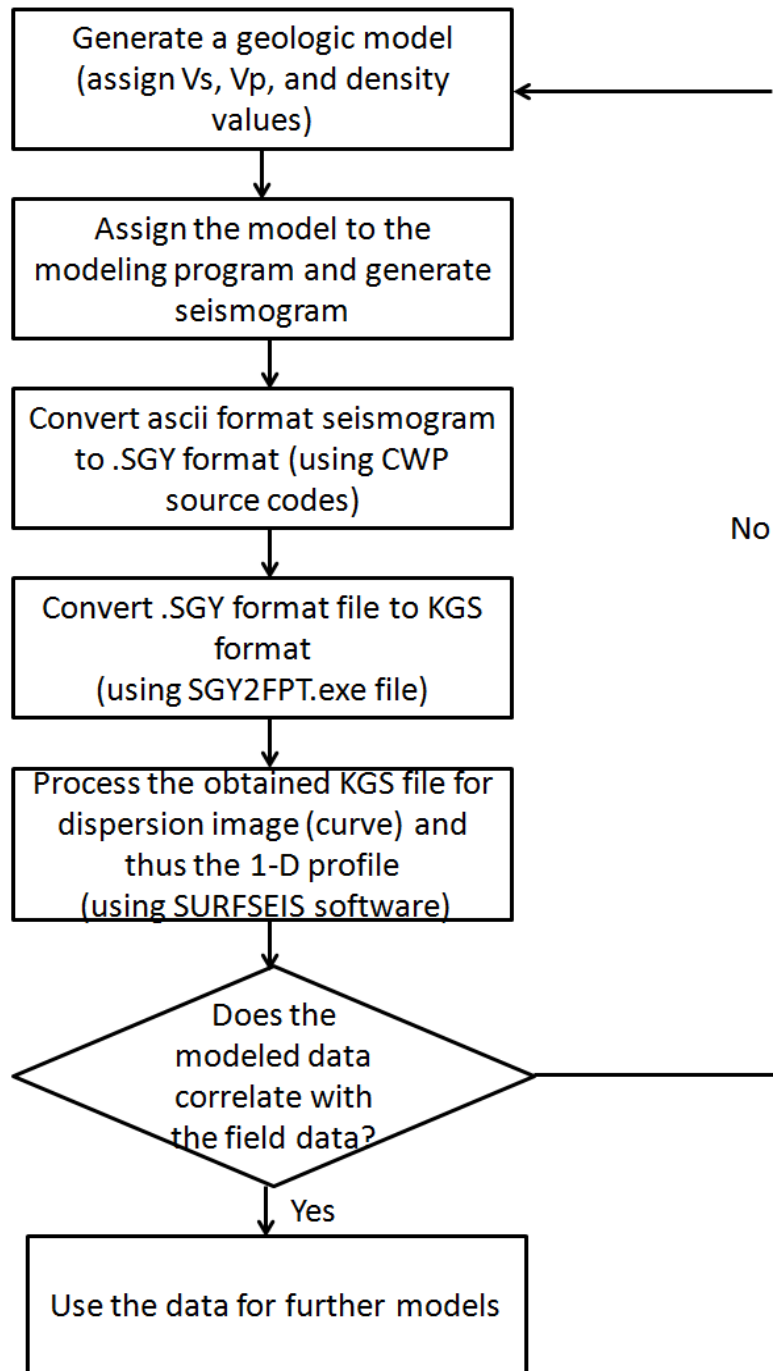 Generate a geologic model
(assign Vs, Vp, and density
values)
Assign the model to the
modeling program and generate
seismogram
Convert ascii format seismogram
to .SGY format (using CWP
source codes)
No
Convert .SGY format file to KGS
format
(using SGY2FPT.exe file)
Process the obtained KGS file for
dispersion image (curve) and
thus the 1-D profile
(using SURFSEIS software)
Does the
modeled data
correlate with
the field data?
Yes
Use the data for further models